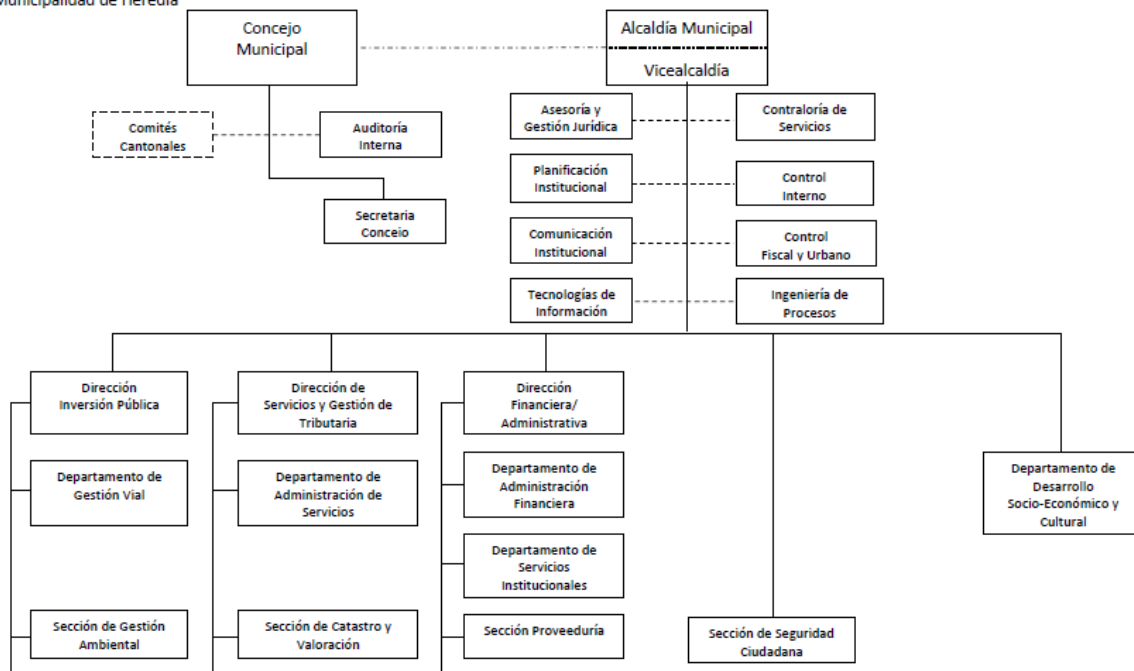 Municipalidad de Heredia
Concejo
Municipal
Alcaldía Municipal
Vicealcaldía
Comités
Cantonales
Auditoría
Interna
Secretaria
Conceio
Asesoría y
Gestión Jurídica
Contraloría de
Servicios
Planificación
Institucional
Control
Interno
Comunicación
Institucional
Control
Fiscal y Urbano
Tecnologías de
Información
Ingeniería de
Procesos
Dirección
Inversión Pública
Dirección de
Servicios y Gestión de
Tributaria
Dirección
Financiera/
Administrativa
Departamento de
Gestión Vial
Departamento de
Administración de
Servicios
Departamento de
Administración
Financiera
Departamento de
Desarrollo
Socio-Económico y
Cultural
Departamento de
Servicios
Institucionales
Sección de Gestión
Ambiental
Sección de Catastro y
Valoración
Sección Proveeduría
Sección de Seguridad
Ciudadana